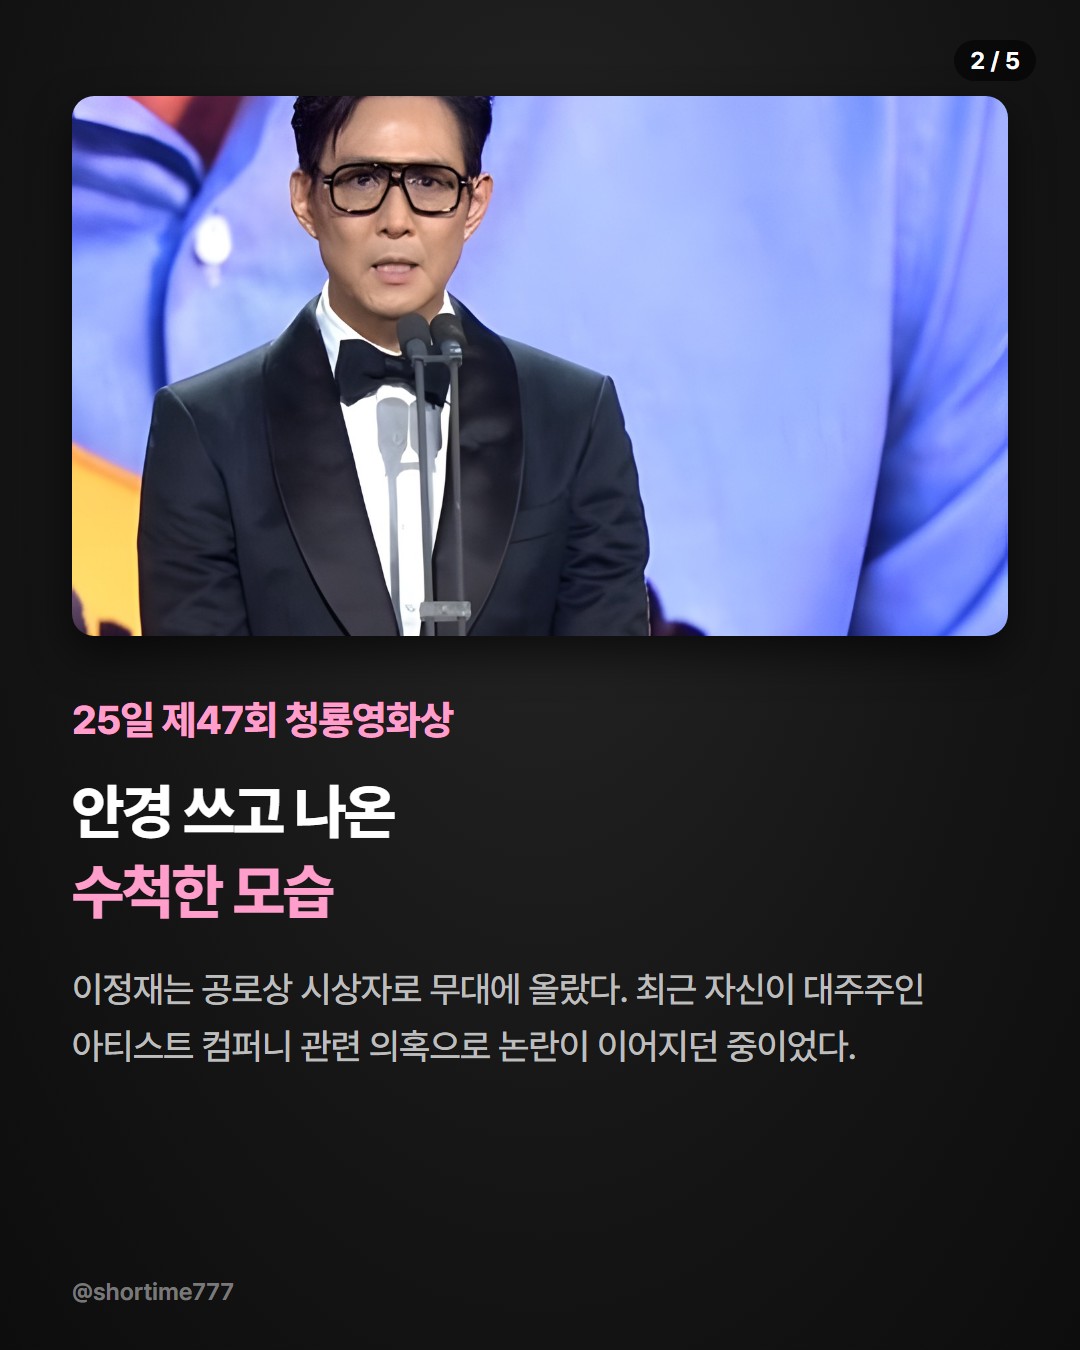 2 / 5
25일 제47회 청룡영화상
안경 쓰고 나온
수척한 모습
이정재는 공로상 시상자로 무대에 올랐다. 최근 자신이 대주주인
아티스트 컴퍼니 관련 의혹으로 논란이 이어지던 중이었다.
@shortime777